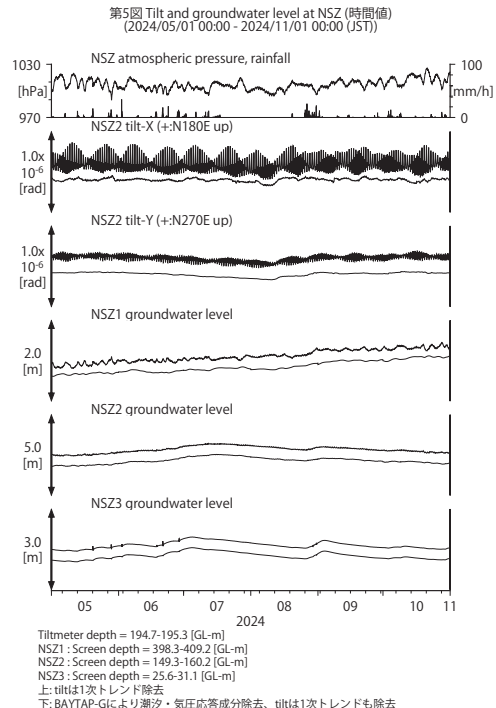 第5図 Tilt and groundwater level at NSZ (時間値)
(2024/05/01 00:00 - 2024/11/01 00:00 (JST))
NSZ atmospheric pressure, rainfall
1030
[hPa]
970
100
mm/h]
0
NSZ2 tilt-X (+:N180E up)
1.0x
10-6
[rad]
NSZ2 tilt-Y (+:N270E up)
1.0x
10-6
[rad]
NSZ1 groundwater level
2.0
[m]
NSZ2 groundwater level
5.0
[m]
NSZ3 groundwater level
3.0
[m]
05 06 07 08 09 10 11
2024
Tiltmeter depth = 194.7-195.3 [GL-m]
NSZ1 : Screen depth = 398.3-409.2 [GL-m]
NSZ2 : Screen depth = 149.3-160.2 [GL-m]
NSZ3 : Screen depth = 25.6-31.1 [GL-m]
上: tiltは1次トレンド除去
下: BAYTAP-Gにより潮汐・気圧応答成分除去、tiltは1次トレンドも除去